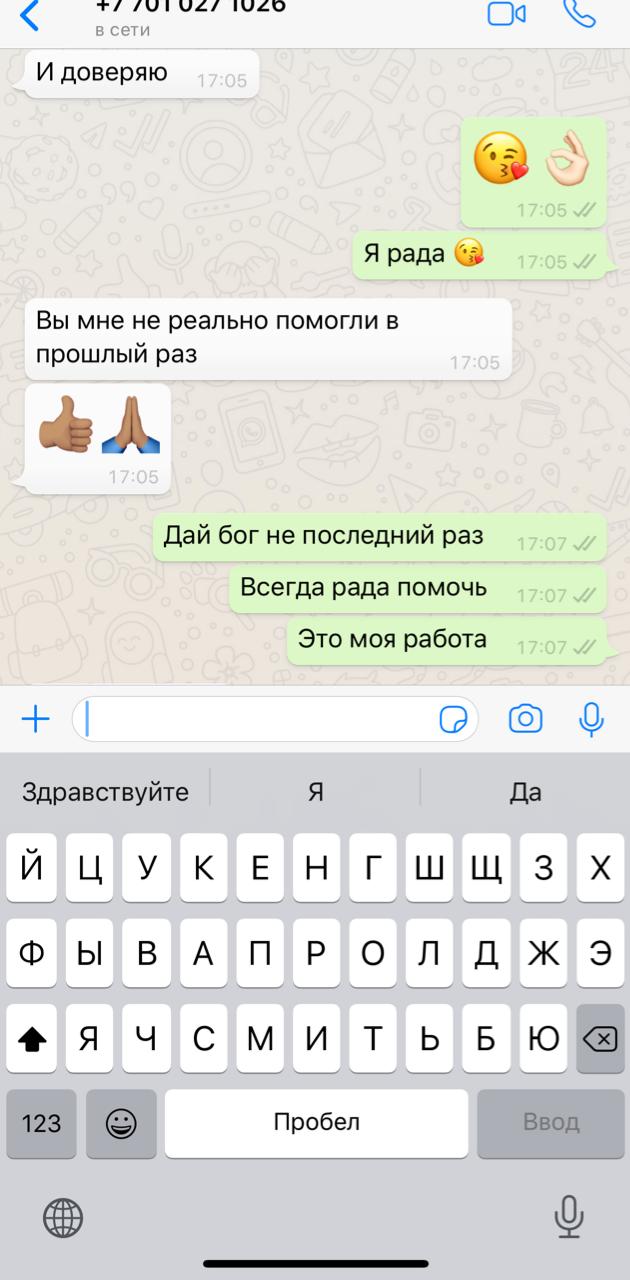 +7 701 027 1026
в сети
И доверяю 17:05
17:05
Я рада 17:05
Вы мне не реально помогли в
прошлый раз 17:05
17:05
Дай бог не последний раз 17:07
Всегда рада помочь 17:07
Это моя работа 17:07
Здравствуйте Я Да
Й Ц У К Е Н Г Ш Щ З Х
Ф Ы В А П Р О Л Д Ж Э
Я Ч С М И Т Ь Б Ю
123 Пробел Ввод